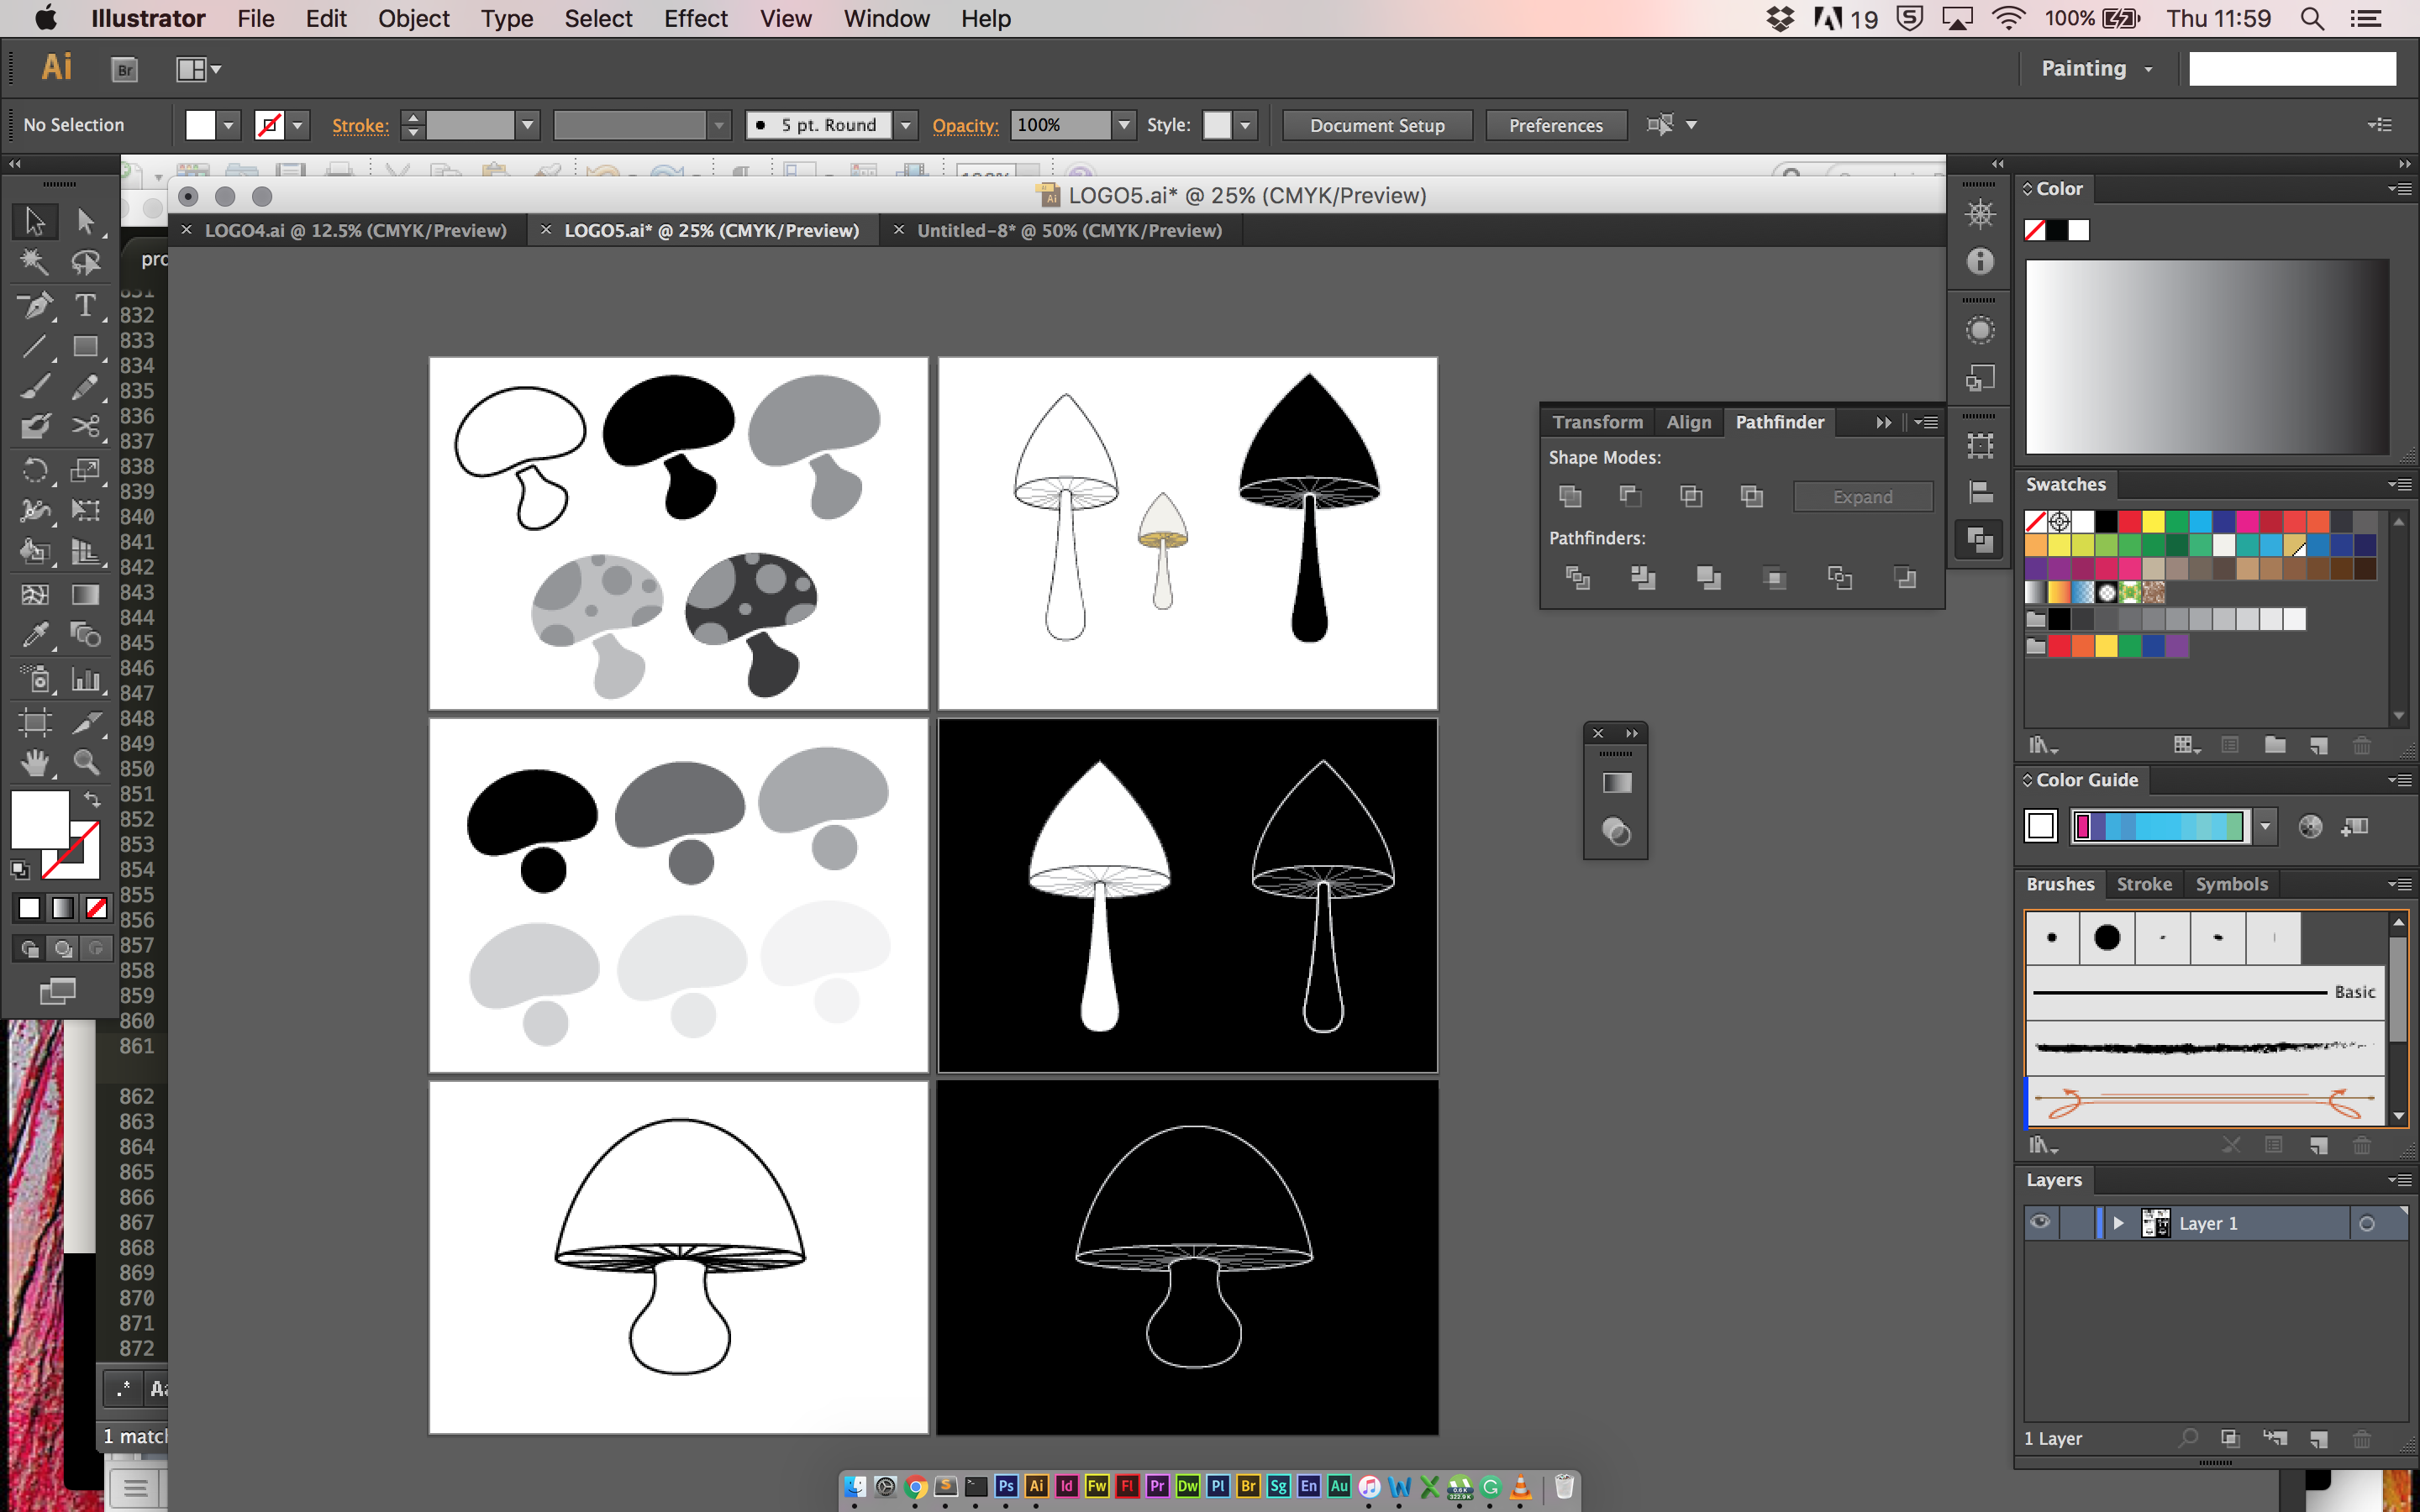 Illustrator File Edit Object Type Select Effect View Window Help 19 100% Thu 11:59
Ai Br Painting
No Selection Stroke: 5 pt. Round Opacity: 100% Style: Document Setup Preferences
LOGO5.ai* @ 25% (CMYK/Preview)
LOGO4.ai @ 12.5% (CMYK/Preview) LOGO5.ai* @ 25% (CMYK/Preview) Untitled-8* @ 50% (CMYK/Preview)
Color
Transform Align Pathfinder
Shape Modes:
Expand
Pathfinders:
Swatches
Color Guide
Brushes Stroke Symbols
Basic
Layers
Layer 1
1 Layer
T
832
833
834
835
836
837
838
839
840
841
842
843
844
845
846
847
848
849
850
851
852
853
854
855
856
857
858
859
860
861
862
863
864
865
866
867
868
869
870
871
872
.*
1 match
Ps Ai Id Fw Fl Pr Dw Pl Br Sg En Au